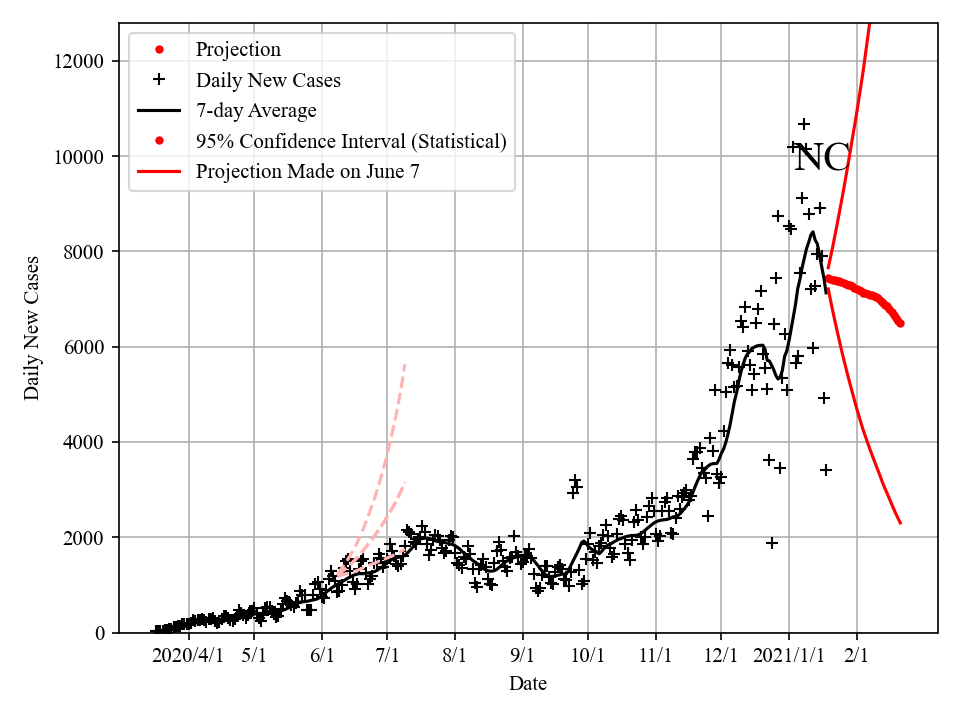 12000
10000
8000
6000
4000
2000
0
Daily New Cases
Projection
Daily New Cases
7-day Average
95% Confidence Interval (Statistical)
Projection Made on June 7
NC
2020/4/1 5/1 6/1 7/1 8/1 9/1 10/1 11/1 12/1 2021/1/1 2/1
Date